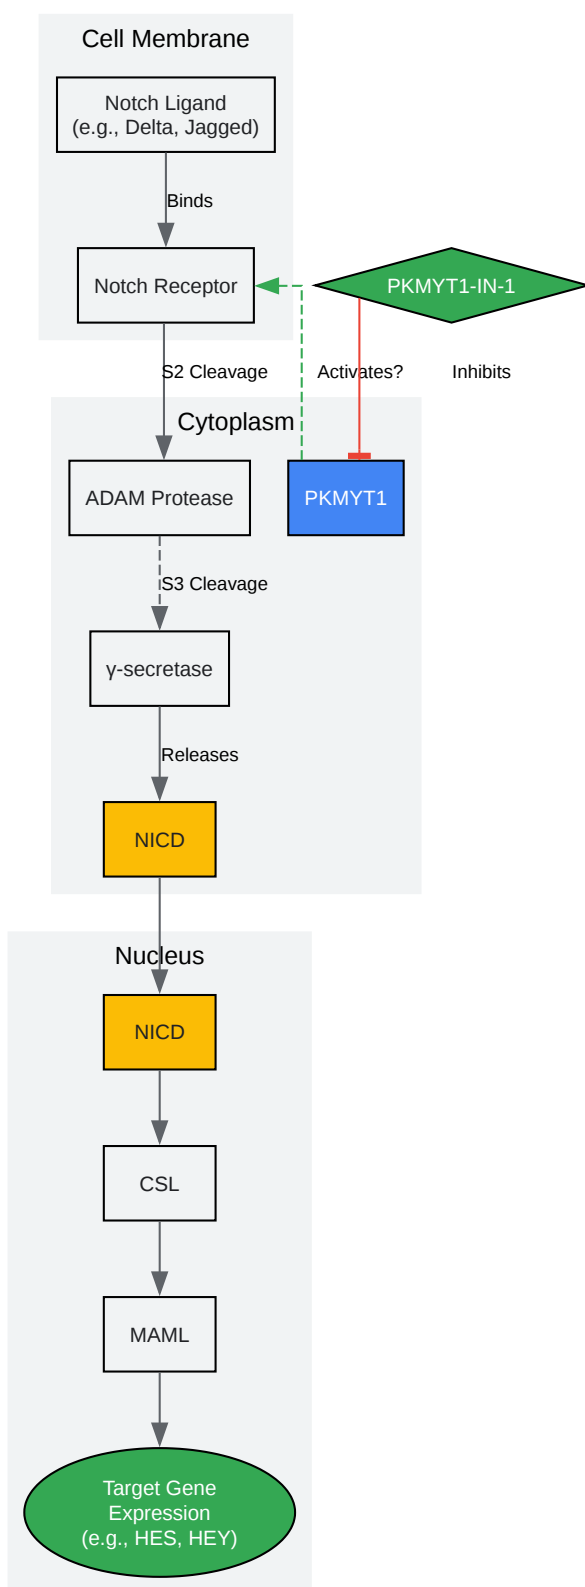 Cell Membrane
Notch Ligand
(e.g., Delta, Jagged)
Binds
Notch Receptor
PKMYT1-IN-1
S2 Cleavage
Activates?
Inhibits
Cytoplasm
ADAM Protease
PKMYT1
S3 Cleavage
γ-secretase
Releases
NICD
Nucleus
NICD
CSL
MAML
Target Gene
Expression
(e.g., HES, HEY)